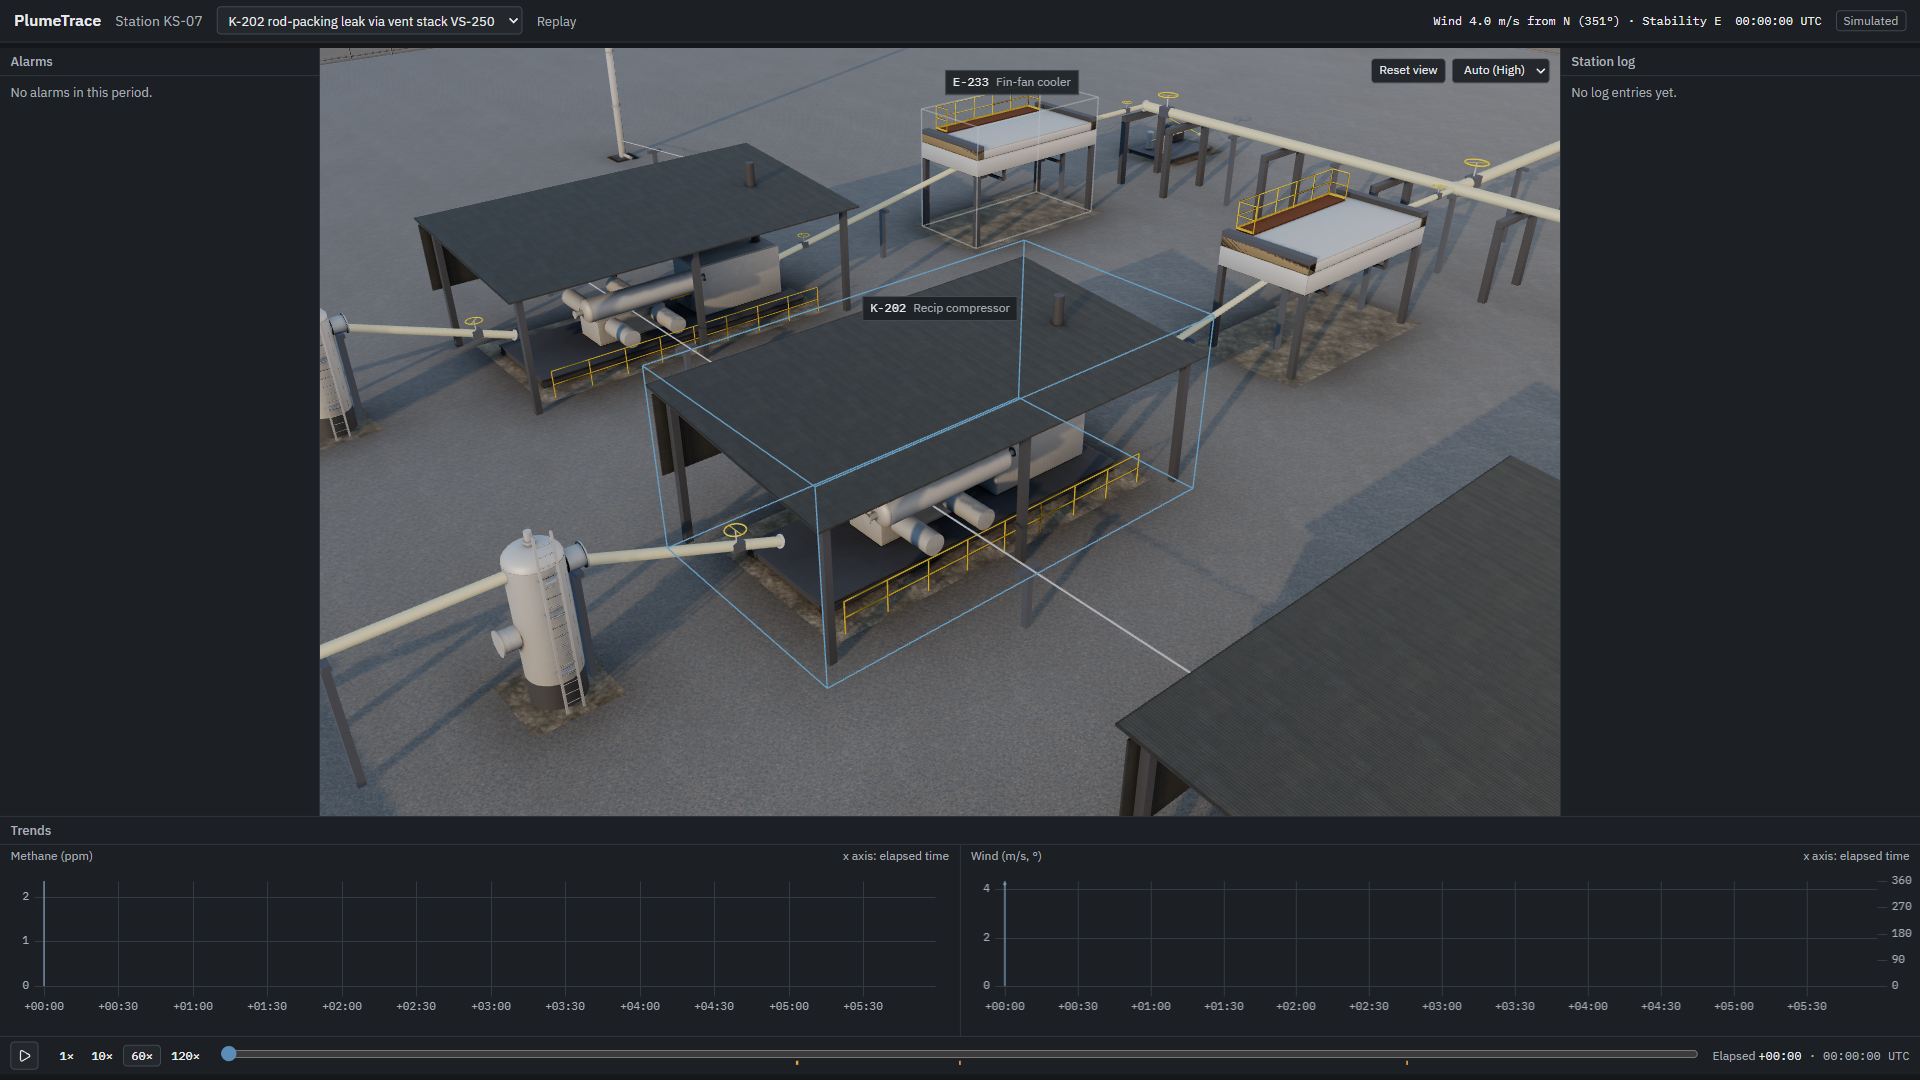 PlumeTrace Station KS-07 K-202 rod-packing leak via vent stack VS-250 Replay
Wind 4.0 m/s from N (351°) · Stability E 00:00:00 UTC Simulated
Alarms
No alarms in this period.
E-233 Fin-fan cooler
Reset view Auto (High)
K-202 Recip compressor
Station log
No log entries yet.
Trends
Methane (ppm) x axis: elapsed time
2
1
0
+00:00 +00:30 +01:00 +01:30 +02:00 +02:30 +03:00 +03:30 +04:00 +04:30 +05:00 +05:30
Wind (m/s, °) x axis: elapsed time
4
2
0
360
270
180
90
0
+00:00 +00:30 +01:00 +01:30 +02:00 +02:30 +03:00 +03:30 +04:00 +04:30 +05:00 +05:30
1× 10× 60× 120×
Elapsed +00:00 · 00:00:00 UTC